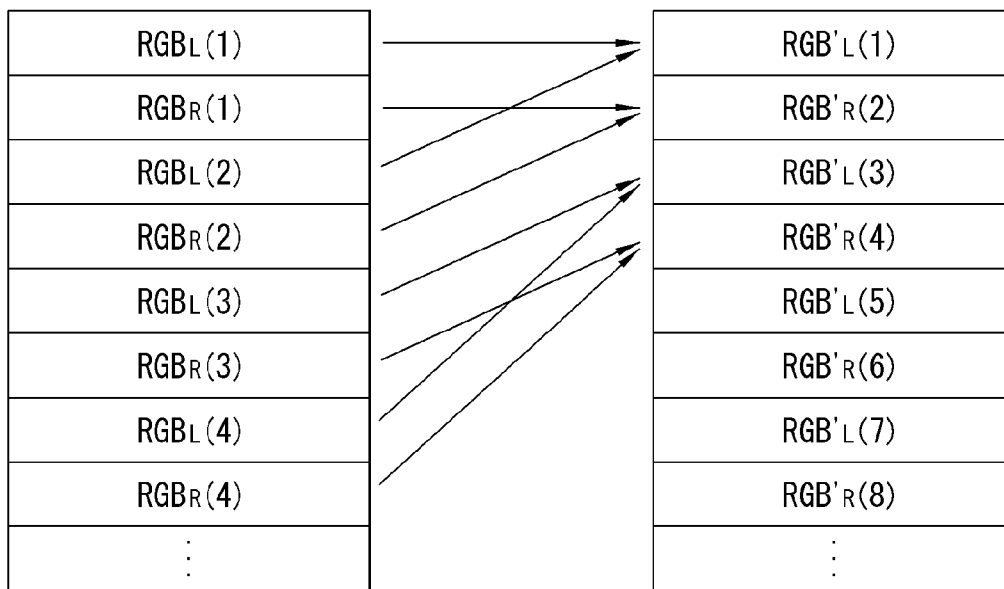 RGBL(1)
RGBR(1)
RGBL(2)
RGBR(2)
RGBL(3)
RGBR(3)
RGBL(4)
RGBR(4)
⋮
RGB'L(1)
RGB'R(2)
RGB'L(3)
RGB'R(4)
RGB'L(5)
RGB'R(6)
RGB'L(7)
RGB'R(8)
⋮